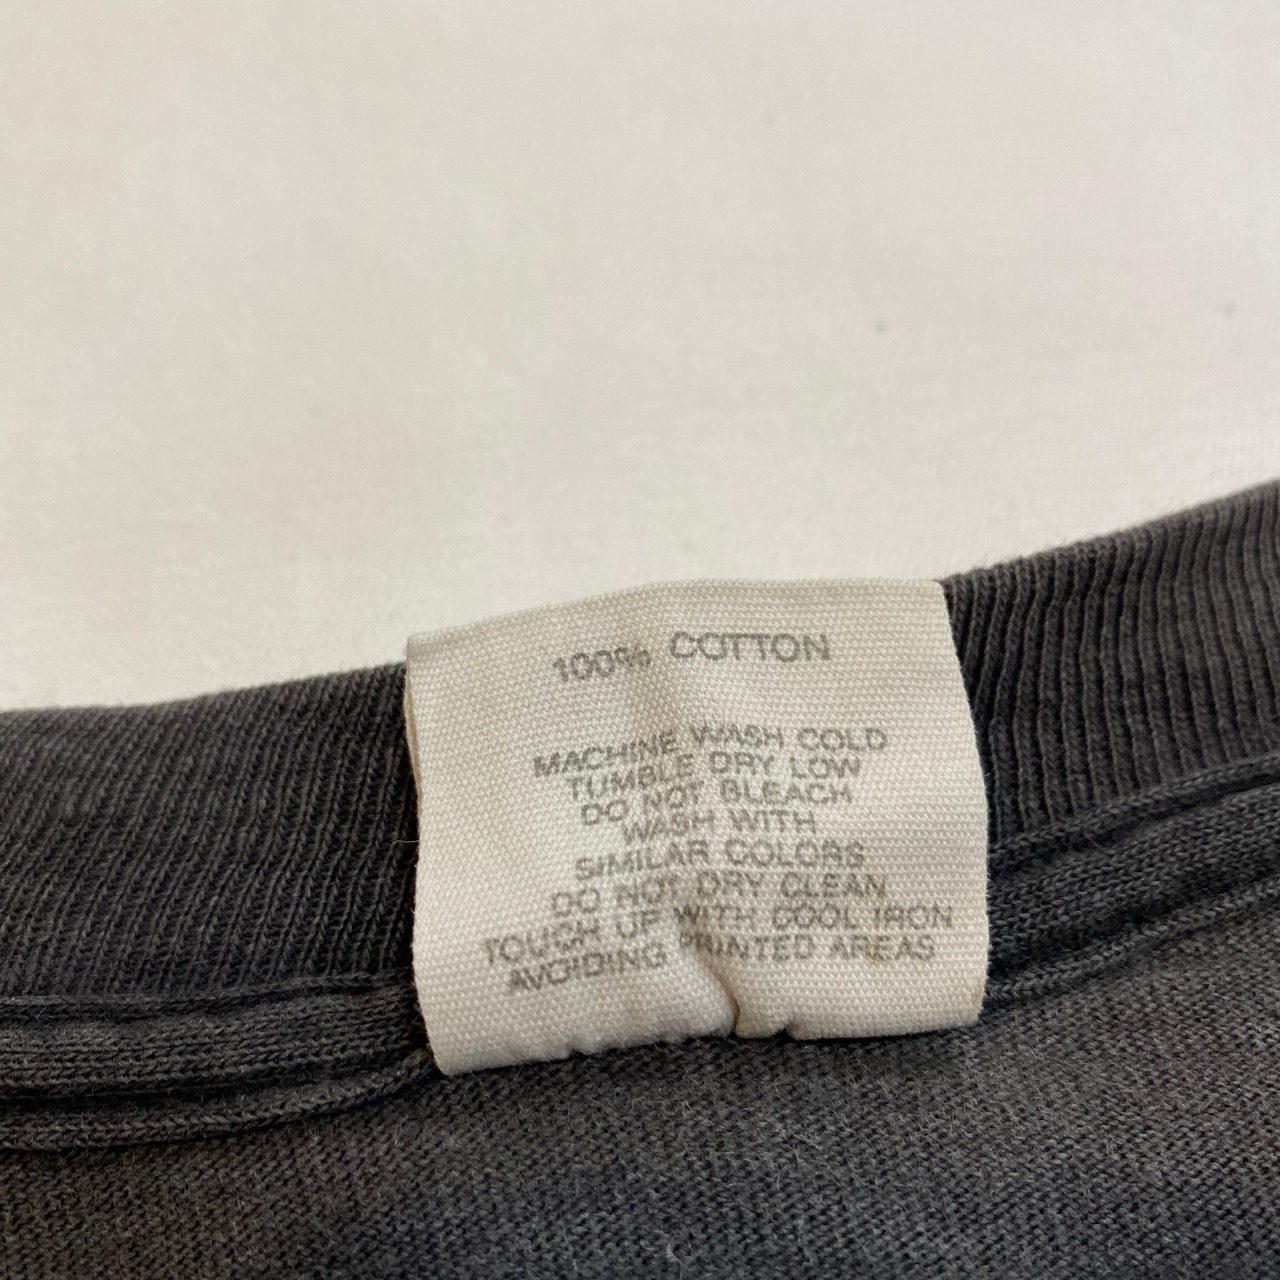 100% COTTON
MACHINE WASH COLD
TUMBLE DRY LOW
DO NOT BLEACH
WASH WITH
SIMILAR COLORS
DO NOT DRY CLEAN
TOUCH UP WITH COOL IRON
AVOIDING PRINTED AREAS